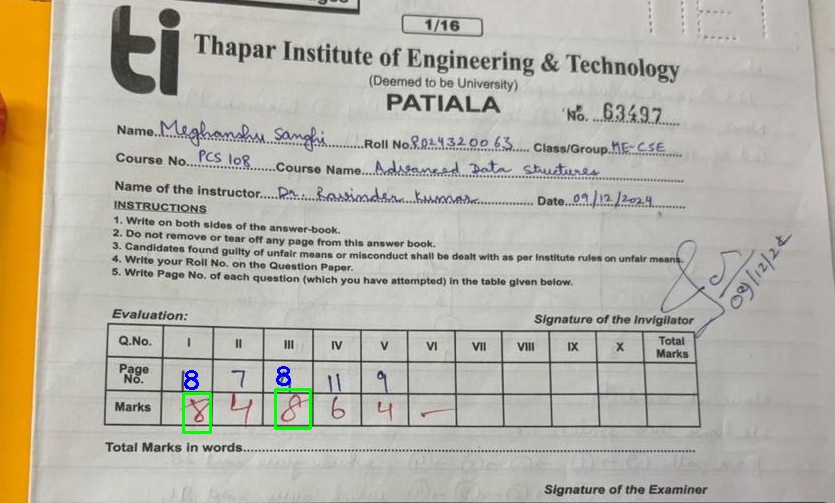 1/16
ti Thapar Institute of Engineering & Technology
(Deemed to be University)
PATIALA
No. 63497
Name. Meghanshu Sanghi Roll No. 8024320063 Class/Group. ME-CSE
Course No. PCS 108 Course Name. Advanced Data Structures
Name of the instructor. Dr. Ravinder Kumar Date. 09/12/2024
INSTRUCTIONS
1. Write on both sides of the answer-book.
2. Do not remove or tear off any page from this answer book.
3. Candidates found guilty of unfair means or misconduct shall be dealt with as per Institute rules on unfair means.
4. Write your Roll No. on the Question Paper.
5. Write Page No. of each question (which you have attempted) in the table given below.
09/12/24
Evaluation: Signature of the Invigilator
Q.No. I II III IV V VI VII VIII IX X Total Marks
Page No. 8 7 8 11 9
Marks 8 4 8 6 4 –
Total Marks in words
Signature of the Examiner